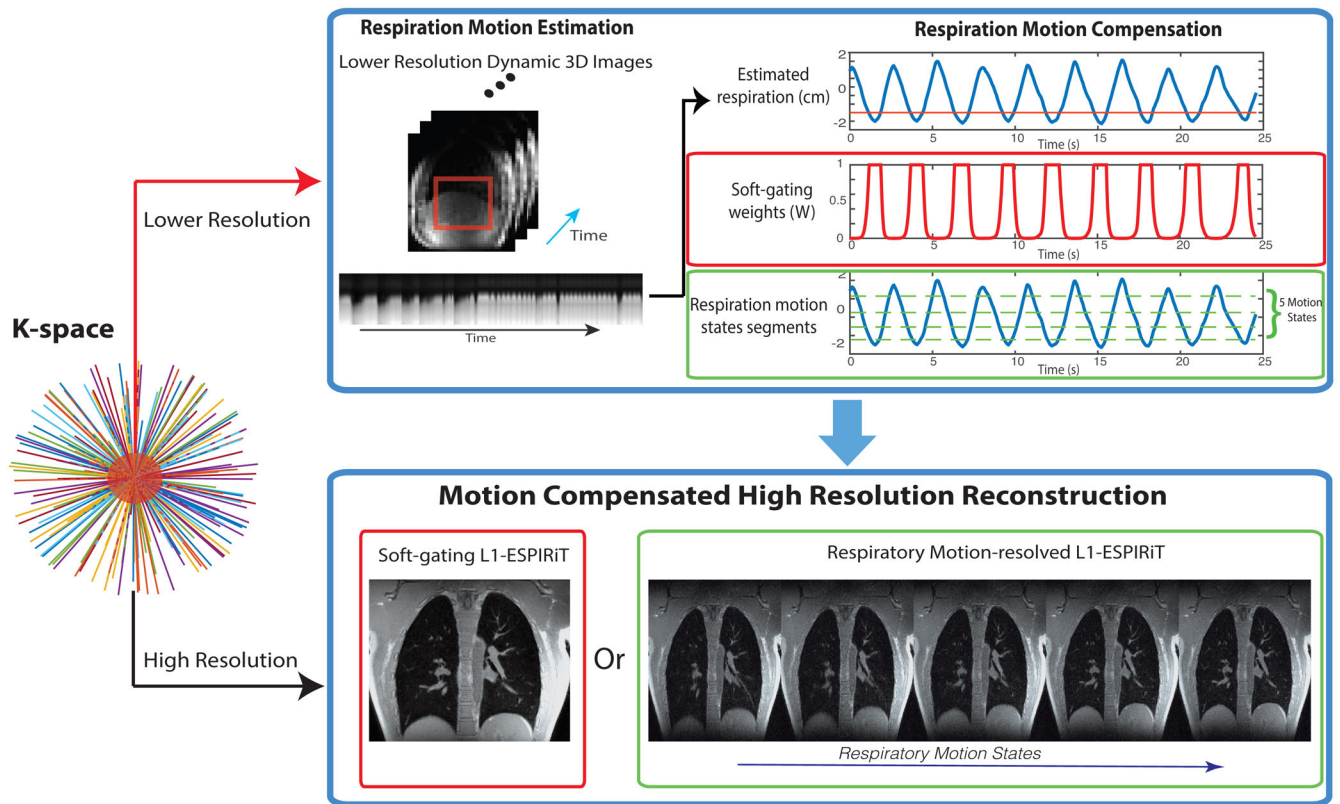 Respiration Motion Estimation
Lower Resolution Dynamic 3D Images
Time
Time
Respiration Motion Compensation
Estimated
respiration (cm)
2
0
-2
0 5 10 15 20 25
Time (s)
Soft-gating
weights (W)
1
0.5
0
0 5 10 15 20 25
Time (s)
Respiration motion
states segments
2
0
-2
0 5 10 15 20 25
Time (s)
5 Motion
States
Lower Resolution
K-space
High Resolution
Motion Compensated High Resolution Reconstruction
Soft-gating L1-ESPIRiT
Or
Respiratory Motion-resolved L1-ESPIRiT
Respiratory Motion States